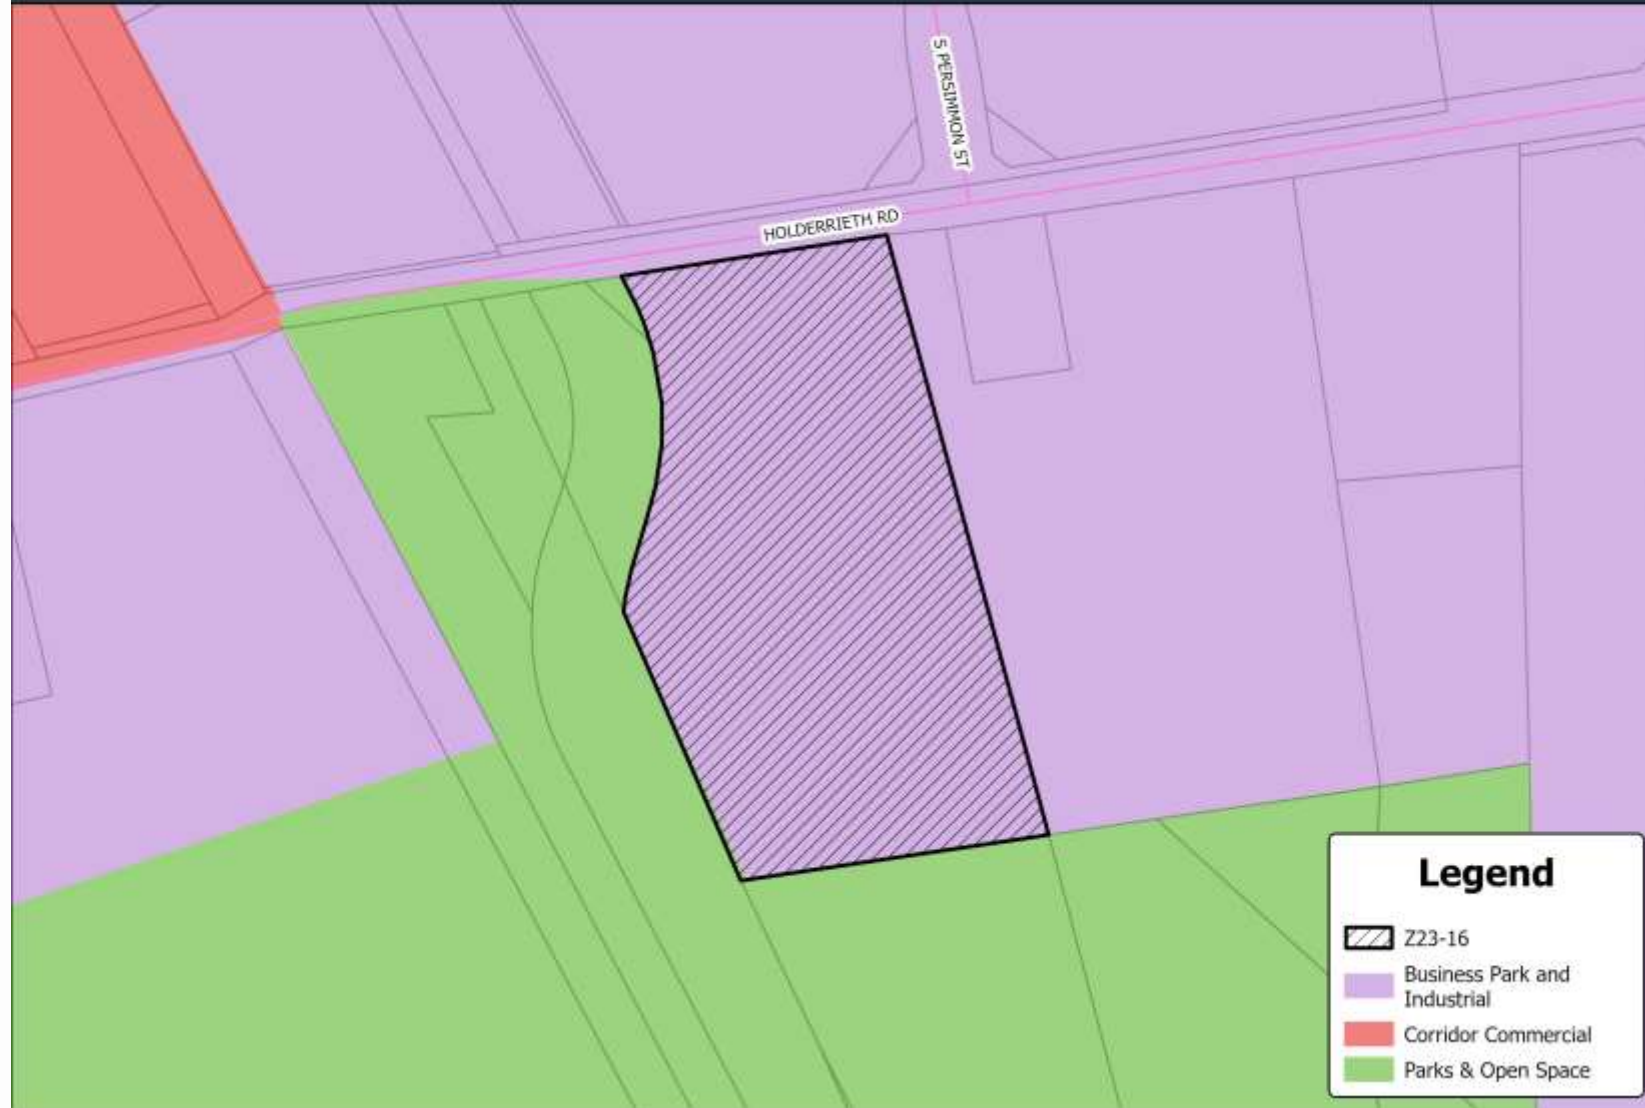 S PERSIMMON ST
HOLDERRIETH RD
Legend
Z23-16
Business Park and
Industrial
Corridor Commercial
Parks & Open Space